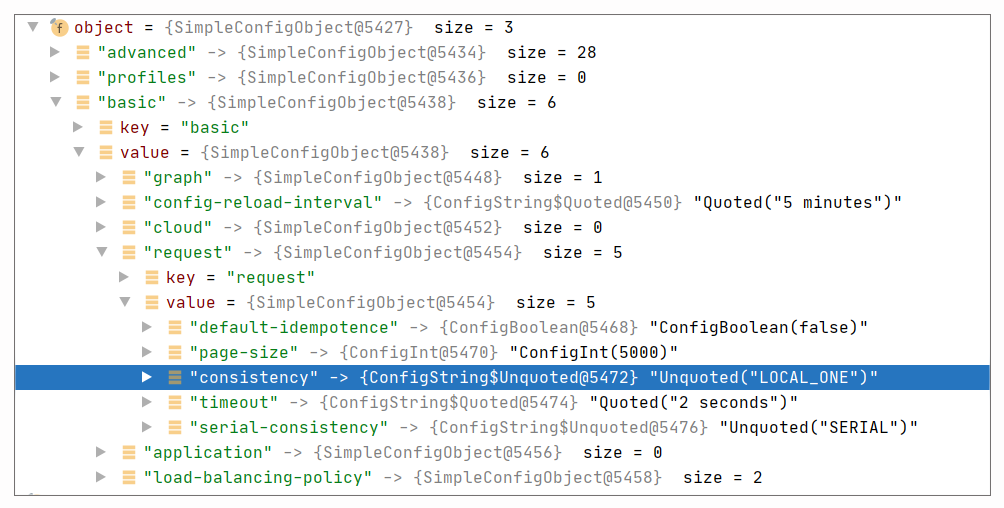 f object = {SimpleConfigObject@5427} size = 3
"advanced" -> {SimpleConfigObject@5434} size = 28
"profiles" -> {SimpleConfigObject@5436} size = 0
"basic" -> {SimpleConfigObject@5438} size = 6
key = "basic"
value = {SimpleConfigObject@5438} size = 6
"graph" -> {SimpleConfigObject@5448} size = 1
"config-reload-interval" -> {ConfigString$Quoted@5450} "Quoted("5 minutes")"
"cloud" -> {SimpleConfigObject@5452} size = 0
"request" -> {SimpleConfigObject@5454} size = 5
key = "request"
value = {SimpleConfigObject@5454} size = 5
"default-idempotence" -> {ConfigBoolean@5468} "ConfigBoolean(false)"
"page-size" -> {ConfigInt@5470} "ConfigInt(5000)"
"consistency" -> {ConfigString$Unquoted@5472} "Unquoted("LOCAL_ONE")"
"timeout" -> {ConfigString$Quoted@5474} "Quoted("2 seconds")"
"serial-consistency" -> {ConfigString$Unquoted@5476} "Unquoted("SERIAL")"
"application" -> {SimpleConfigObject@5456} size = 0
"load-balancing-policy" -> {SimpleConfigObject@5458} size = 2